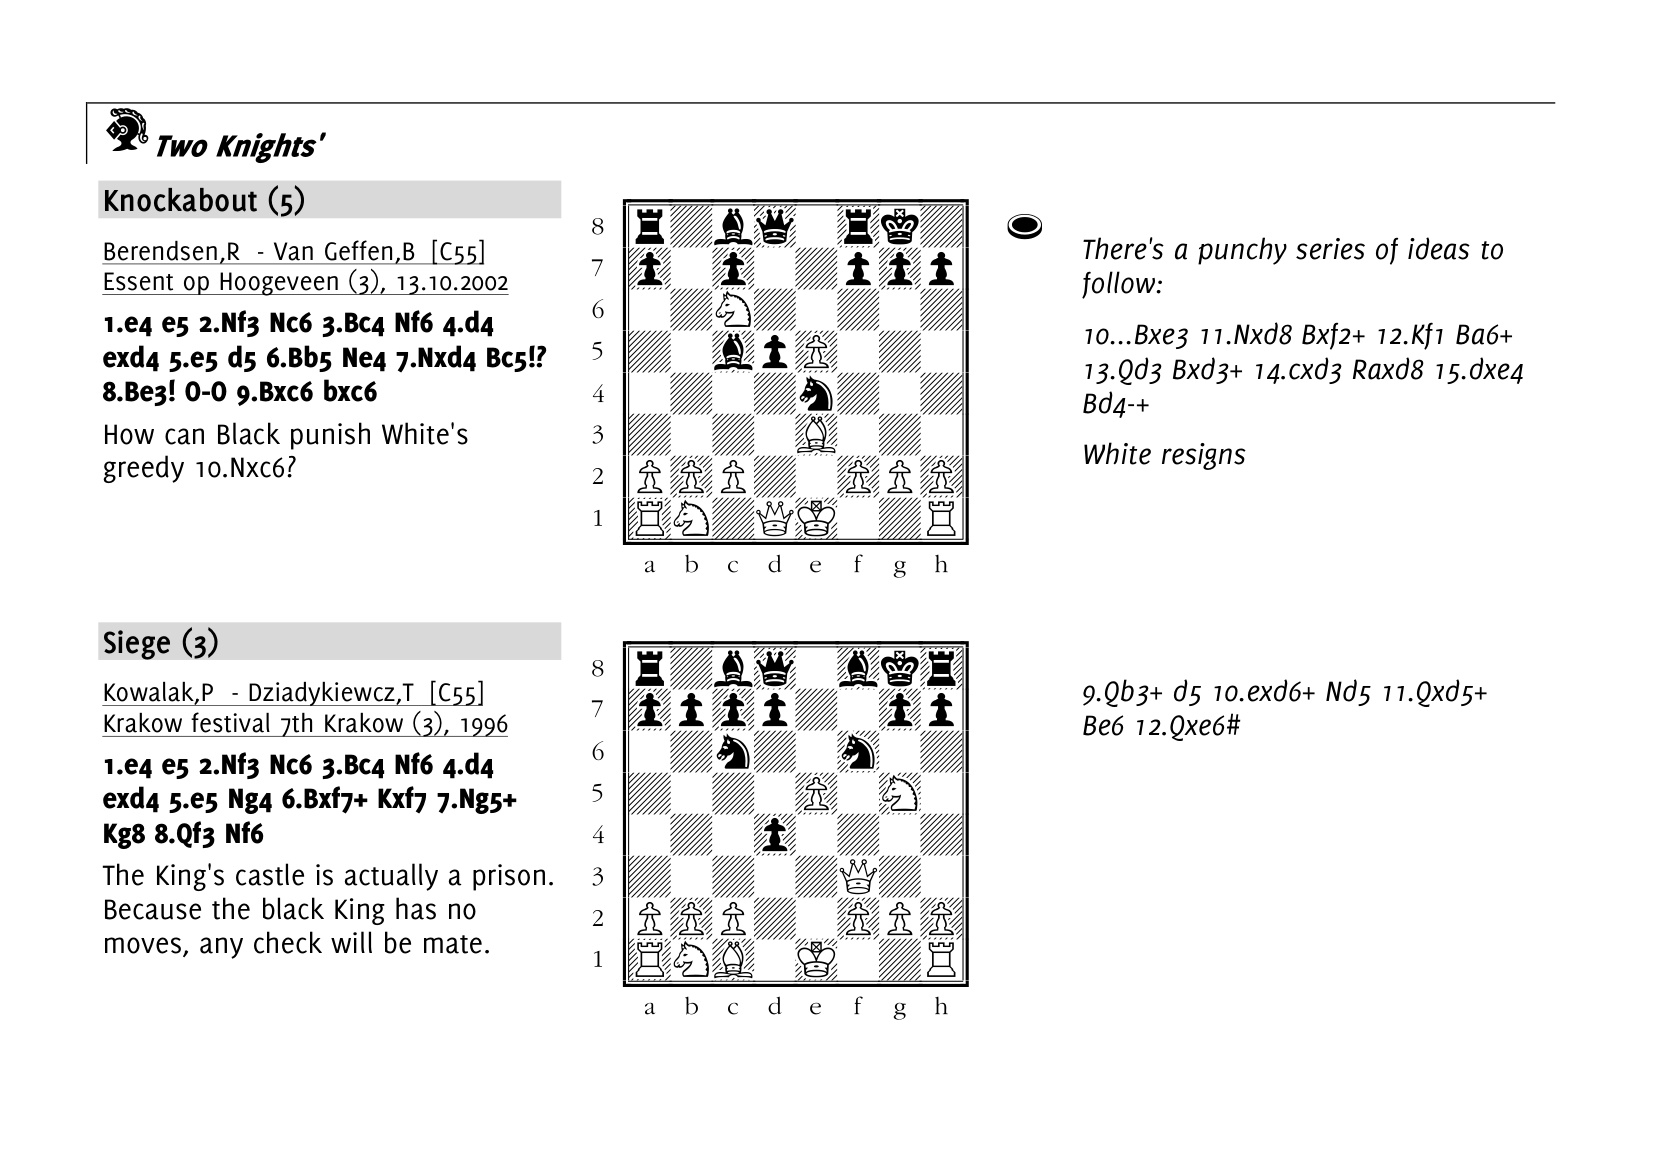 Two Knights'
Knockabout (5)
Berendsen,R - Van Geffen,B [C55]
Essent op Hoogeveen (3), 13.10.2002
1.e4 e5 2.Nf3 Nc6 3.Bc4 Nf6 4.d4
exd4 5.e5 d5 6.Bb5 Ne4 7.Nxd4 Bc5!?
8.Be3! 0-0 9.Bxc6 bxc6
How can Black punish White's
greedy 10.Nxc6?
8
7
6
5
4
3
2
1
a b c d e f g h
There's a punchy series of ideas to
follow:
10...Bxe3 11.Nxd8 Bxf2+ 12.Kf1 Ba6+
13.Qd3 Bxd3+ 14.cxd3 Raxd8 15.dxe4
Bd4-+
White resigns
Siege (3)
Kowalak,P - Dziadykiewcz,T [C55]
Krakow festival 7th Krakow (3), 1996
1.e4 e5 2.Nf3 Nc6 3.Bc4 Nf6 4.d4
exd4 5.e5 Ng4 6.Bxf7+ Kxf7 7.Ng5+
Kg8 8.Qf3 Nf6
The King's castle is actually a prison.
Because the black King has no
moves, any check will be mate.
8
7
6
5
4
3
2
1
a b c d e f g h
9.Qb3+ d5 10.exd6+ Nd5 11.Qxd5+
Be6 12.Qxe6#